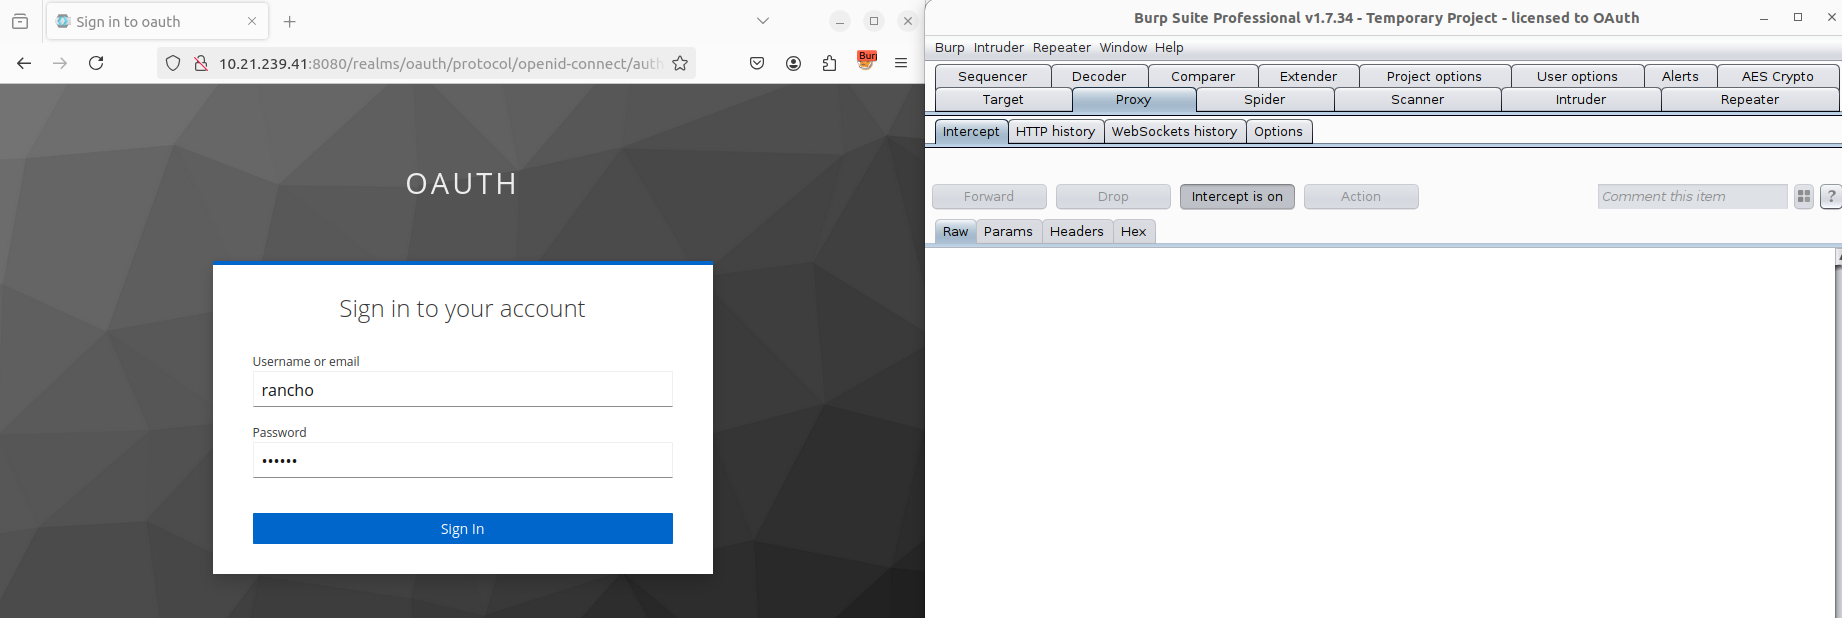 Sign in to oauth
10.21.239.41:8080/realms/oauth/protocol/openid-connect/auth
OAUTH
Sign in to your account
Username or email
rancho
Password
••••••
Sign In
Burp Suite Professional v1.7.34 - Temporary Project - licensed to OAuth
Burp Intruder Repeater Window Help
Sequencer Decoder Comparer Extender Project options User options Alerts AES Crypto
Target Proxy Spider Scanner Intruder Repeater
Intercept HTTP history WebSockets history Options
Forward Drop Intercept is on Action Comment this item ?
Raw Params Headers Hex